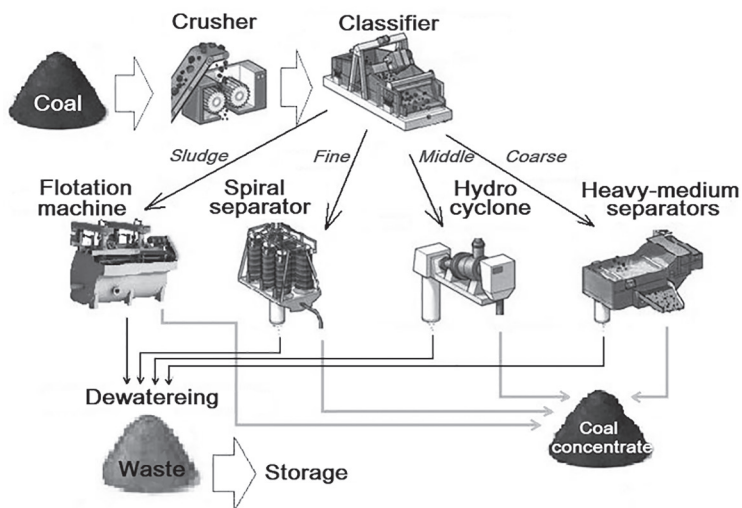 Crusher
Classifier
Coal
Sludge
Fine
Middle
Coarse
Flotation
machine
Spiral
separator
Hydro
cyclone
Heavy-medium
separators
Dewatereing
Waste
Storage
Coal
concentrate